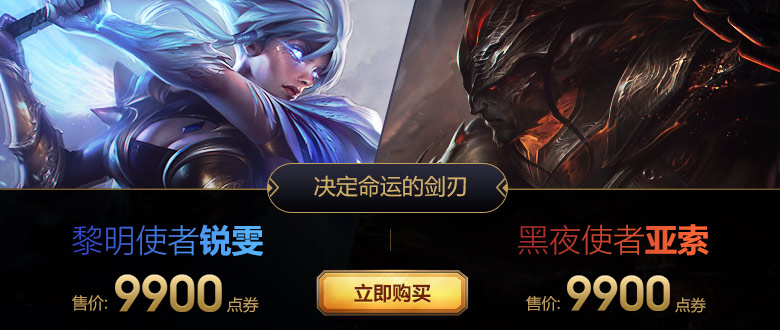 决定命运的剑刃
黎明使者锐雯
黑夜使者亚索
售价: 9900点券
立即购买
售价: 9900点券